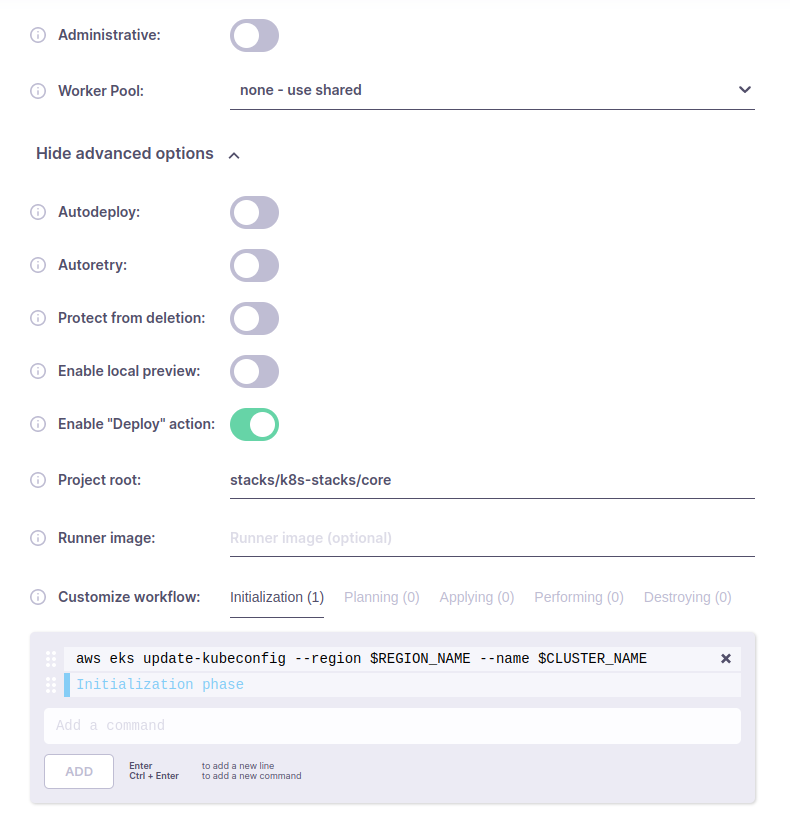 Administrative:
Worker Pool: none - use shared
Hide advanced options
Autodeploy:
Autoretry:
Protect from deletion:
Enable local preview:
Enable "Deploy" action:
Project root: stacks/k8s-stacks/core
Runner image: Runner image (optional)
Customize workflow: Initialization (1) Planning (0) Applying (0) Performing (0) Destroying (0)
aws eks update-kubeconfig --region $REGION_NAME --name $CLUSTER_NAME
Initialization phase
Add a command
ADD
Enter to add a new line
Ctrl + Enter to add a new command